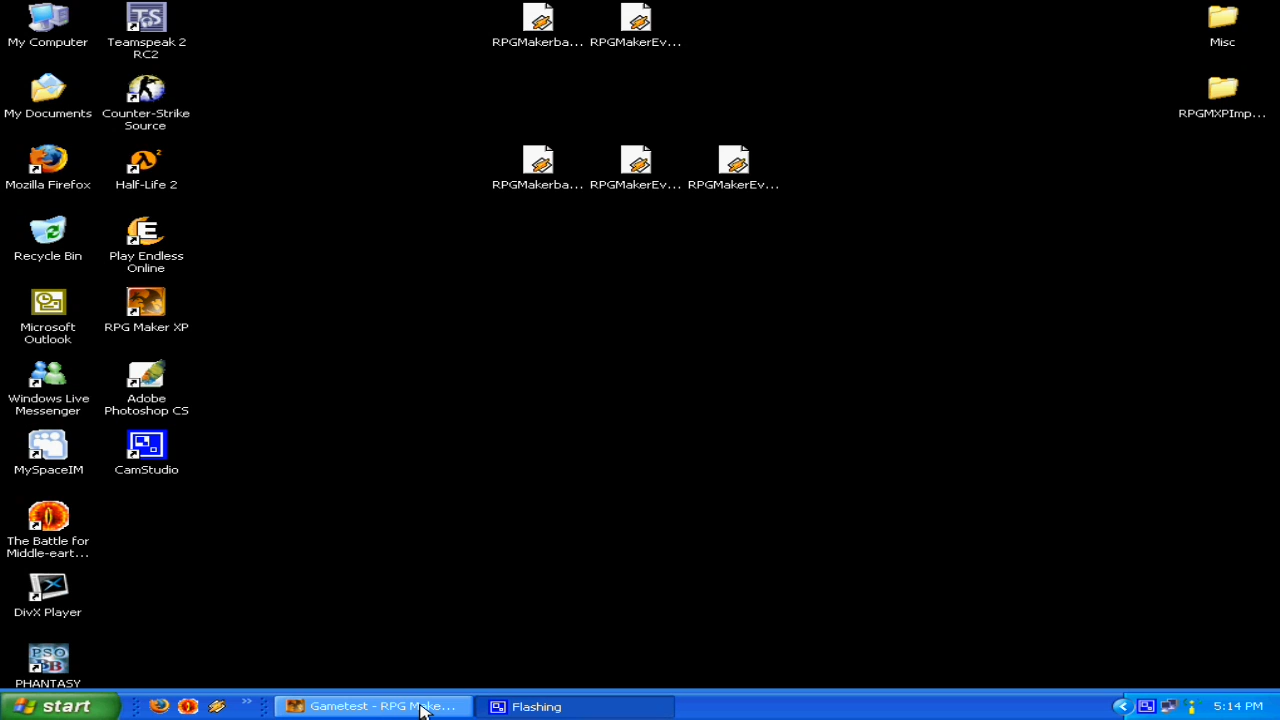 My Computer
Teamspeak 2
RC2
RPGMakerba...
RPGMakerEv...
Misc
My Documents
Counter-Strike
Source
RPGMXPImp...
Mozilla Firefox
Half-Life 2
RPGMakerba...
RPGMakerEv...
RPGMakerEv...
Recycle Bin
Play Endless
Online
Microsoft
Outlook
RPG Maker XP
Windows Live
Messenger
Adobe
Photoshop CS
MySpaceIM
CamStudio
The Battle for
Middle-eart...
DivX Player
PSO
BB
PHANTASY
start
Gametest - RPG Make...
Flashing
5:14 PM